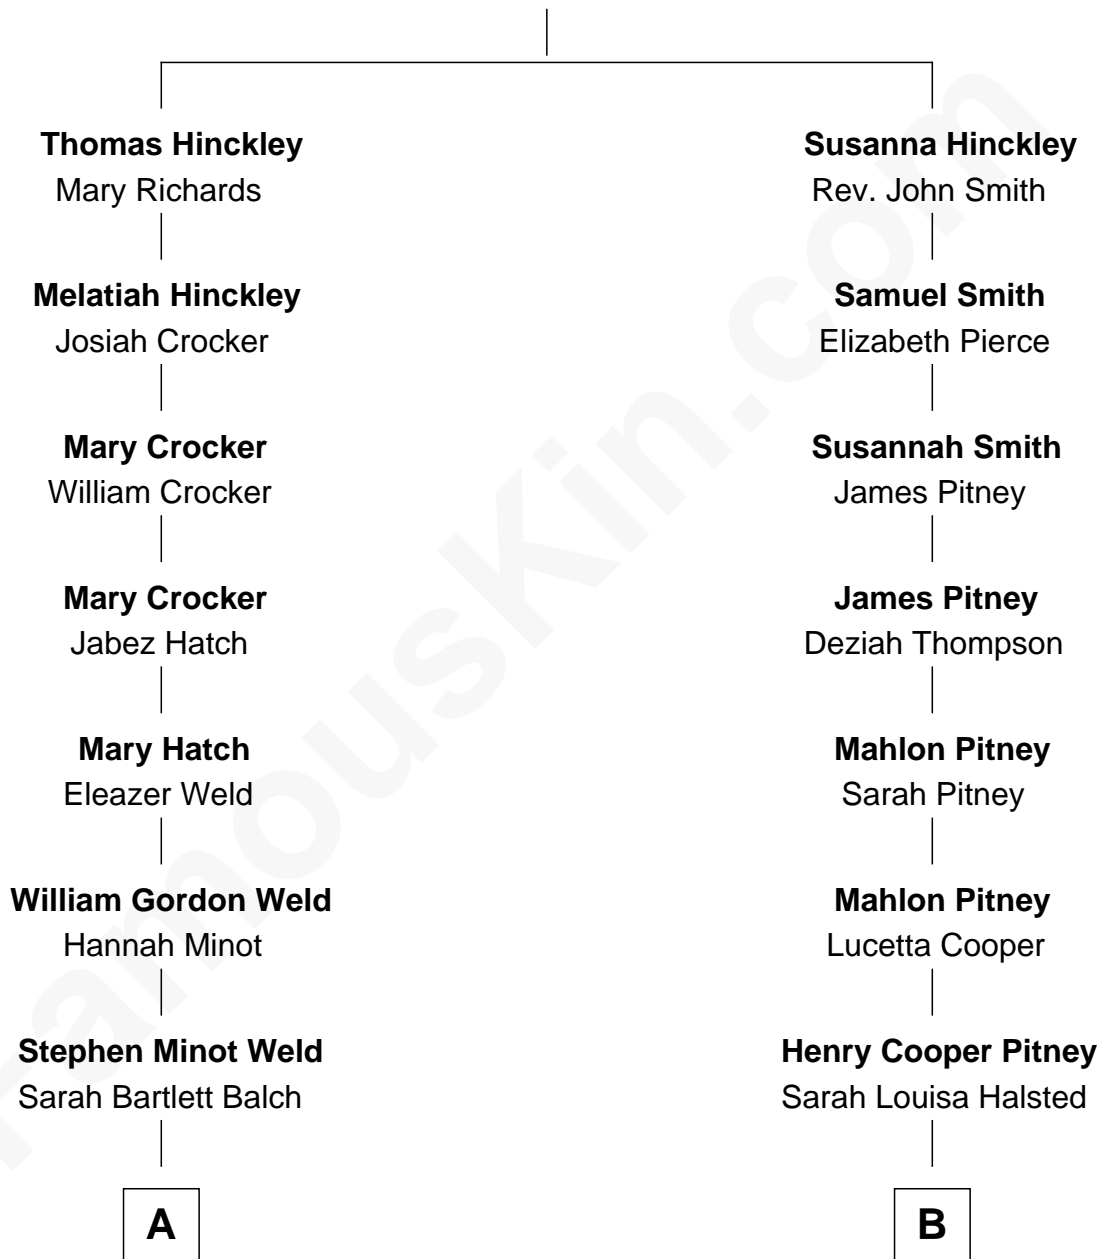 Thomas Hinckley
Mary Richards
Susanna Hinckley
Rev. John Smith
Melatiah Hinckley
Josiah Crocker
Samuel Smith
Elizabeth Pierce
Mary Crocker
William Crocker
Susannah Smith
James Pitney
Mary Crocker
Jabez Hatch
James Pitney
Deziah Thompson
Mary Hatch
Eleazer Weld
Mahlon Pitney
Sarah Pitney
William Gordon Weld
Hannah Minot
Mahlon Pitney
Lucetta Cooper
Stephen Minot Weld
Sarah Bartlett Balch
Henry Cooper Pitney
Sarah Louisa Halsted
A
B
FamousKin.com